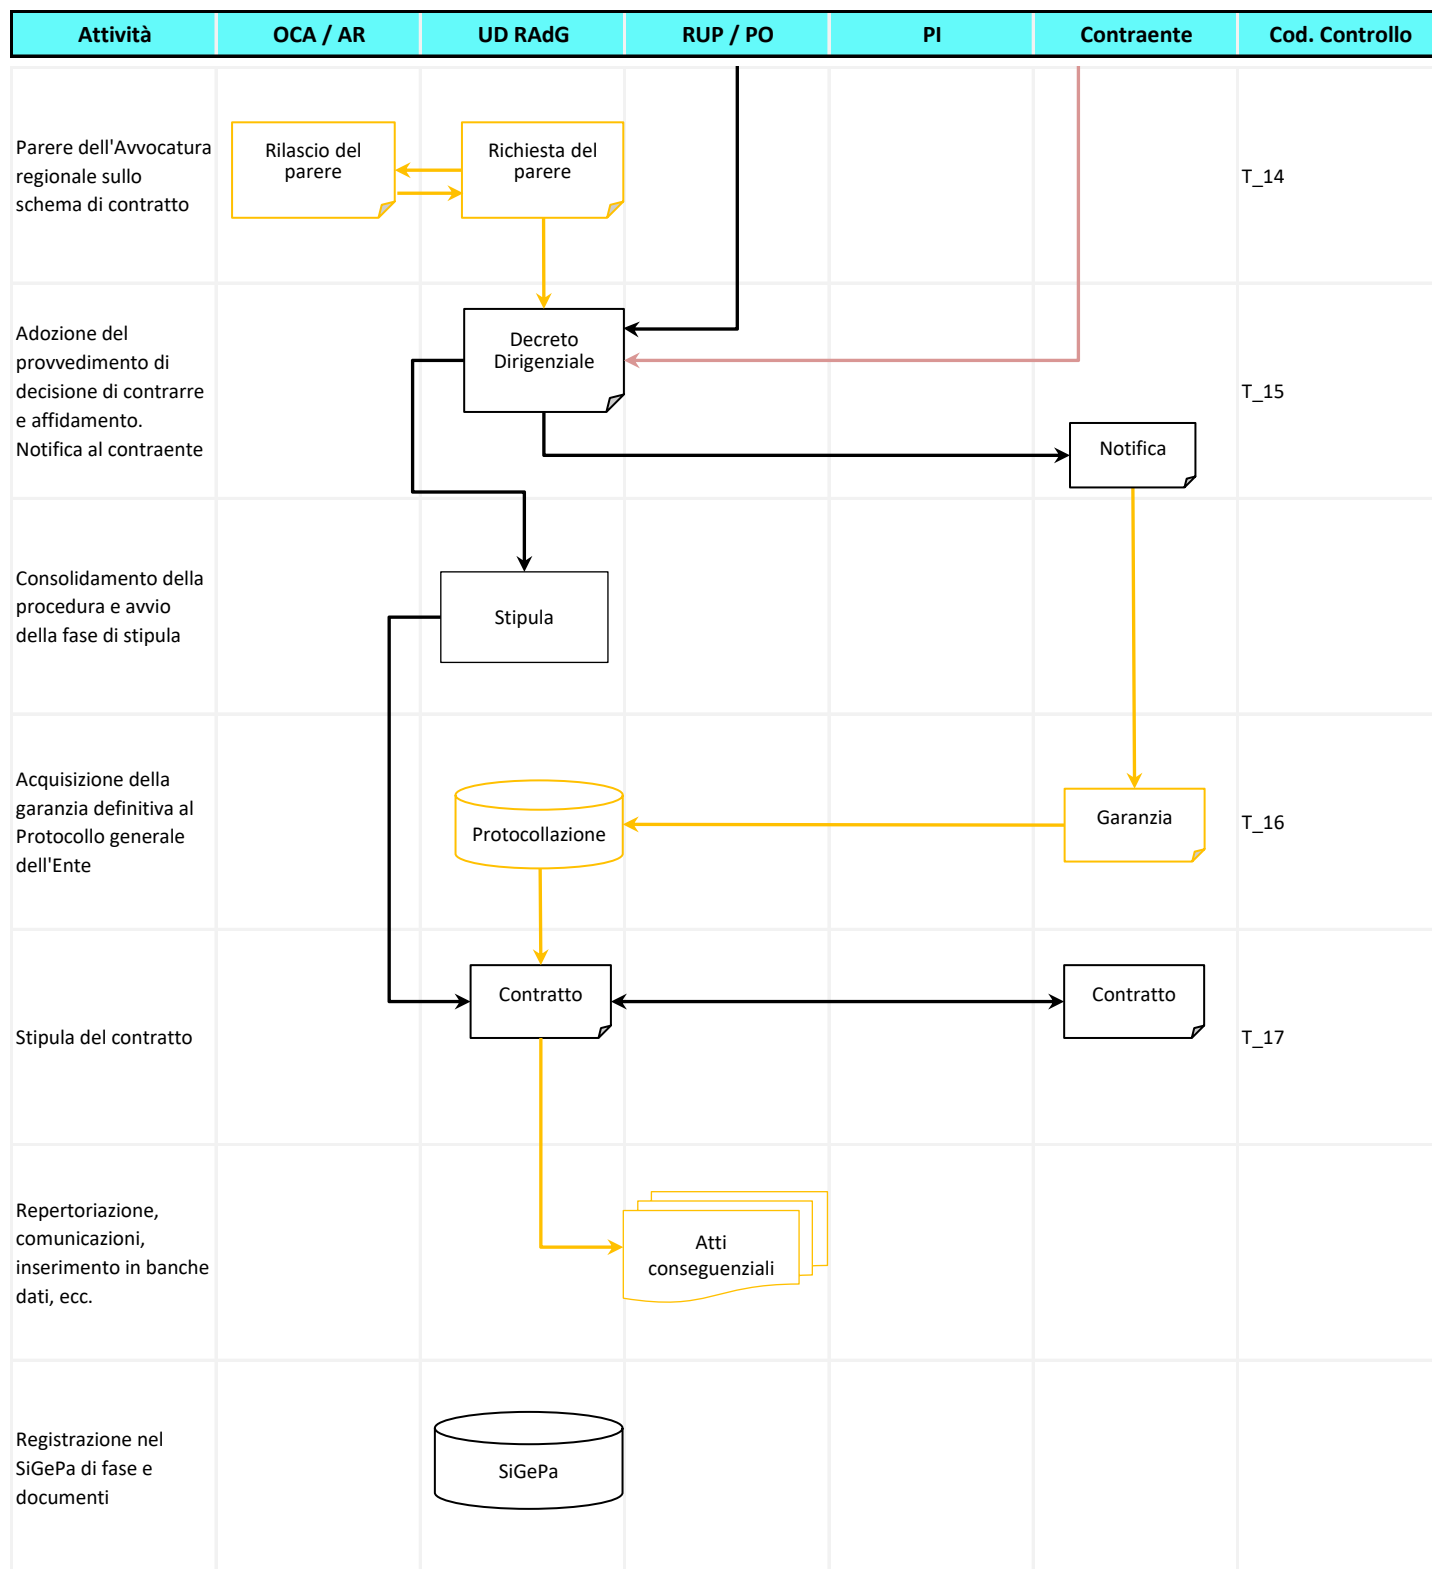 Attività OCA / AR UD RAdG RUP / PO PI Contraente Cod. Controllo
Parere dell'Avvocatura
regionale sullo
schema di contratto
Rilascio del
parere
Richiesta del
parere
T_14
Adozione del
provvedimento di
decisione di contrarre
e affidamento.
Notifica al contraente
Decreto
Dirigenziale
Notifica
T_15
Consolidamento della
procedura e avvio
della fase di stipula
Stipula
Acquisizione della
garanzia definitiva al
Protocollo generale
dell'Ente
Protocollazione
Garanzia
T_16
Stipula del contratto
Contratto
Contratto
T_17
Repertoriazione,
comunicazioni,
inserimento in banche
dati, ecc.
Atti
conseguenziali
Registrazione nel
SiGePa di fase e
documenti
SiGePa